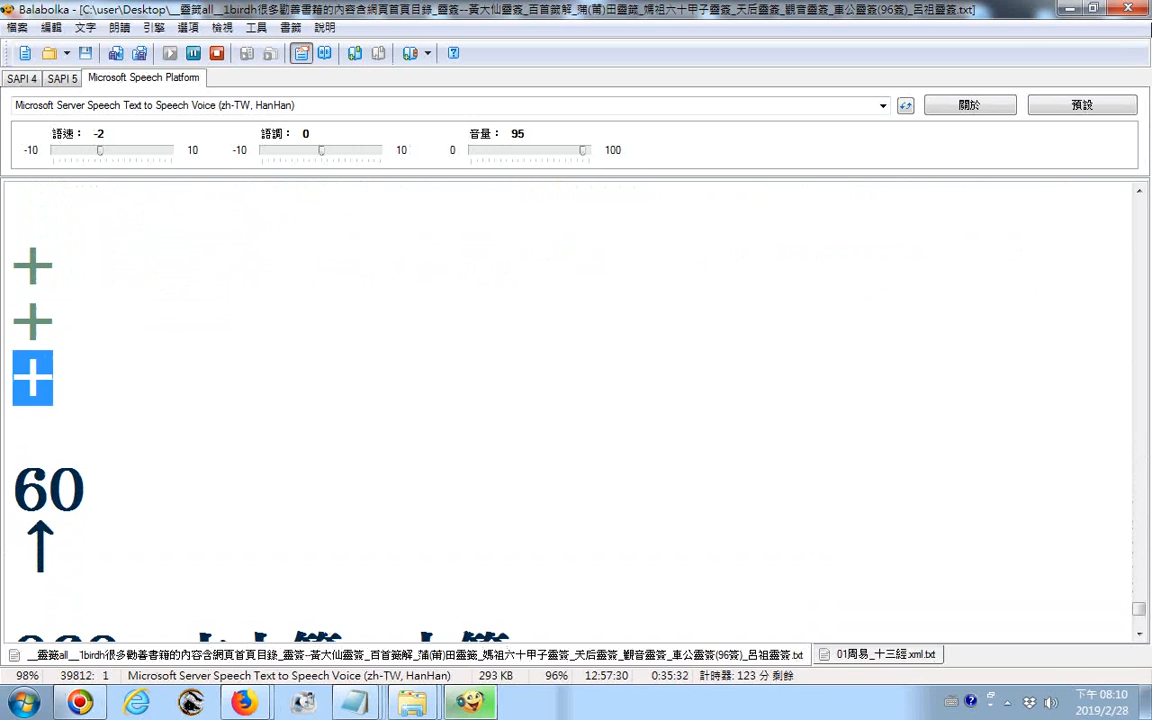 Balabolka - [C:\user\Desktop\__靈籤all__1birdh很多勸善書籍的內容含網頁首頁目錄_靈簽--黃大仙靈簽_百首籤解_蒲(莆)田靈籤_媽祖六十甲子靈簽_天后靈簽_觀音靈簽_車公靈簽(96簽)_呂祖靈簽.txt]
檔案 編輯 文字 朗讀 引擎 選項 檢視 工具 書籤 說明
SAPI 4 SAPI 5 Microsoft Speech Platform
Microsoft Server Speech Text to Speech Voice (zh-TW, HanHan) 關於 預設
語速： -2 語調： 0 音量： 95
-10 10 -10 10 0 100
+
+
+
60
↑
__靈籤all__1birdh很多勸善書籍的內容含網頁首頁目錄_靈簽--黃大仙靈簽_百首籤解_蒲(莆)田靈籤_媽祖六十甲子靈簽_天后靈簽_觀音靈簽_車公靈簽(96簽)_呂祖靈簽.txt 01周易_十三經.xml.txt
98% 39812: 1 Microsoft Server Speech Text to Speech Voice (zh-TW, HanHan) 293 KB 96% 12:57:30 0:35:32 計時器: 123 分 剩餘
下午 08:10
2019/2/28